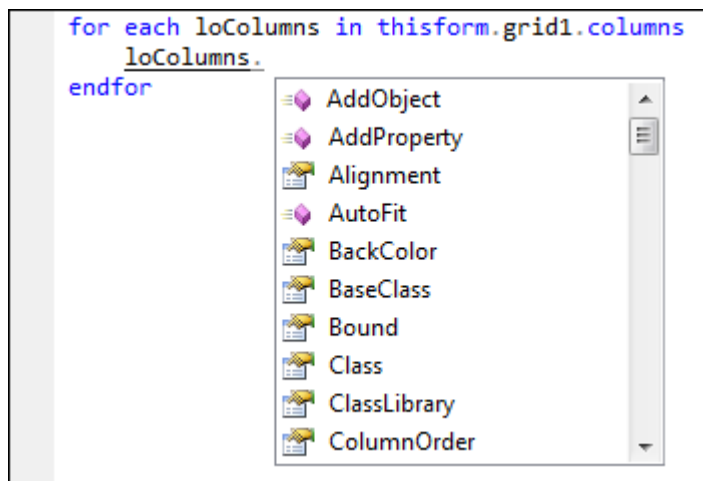 for each loColumns in thisform.grid1.columns
loColumns.
endfor
AddObject
AddProperty
Alignment
AutoFit
BackColor
BaseClass
Bound
Class
ClassLibrary
ColumnOrder